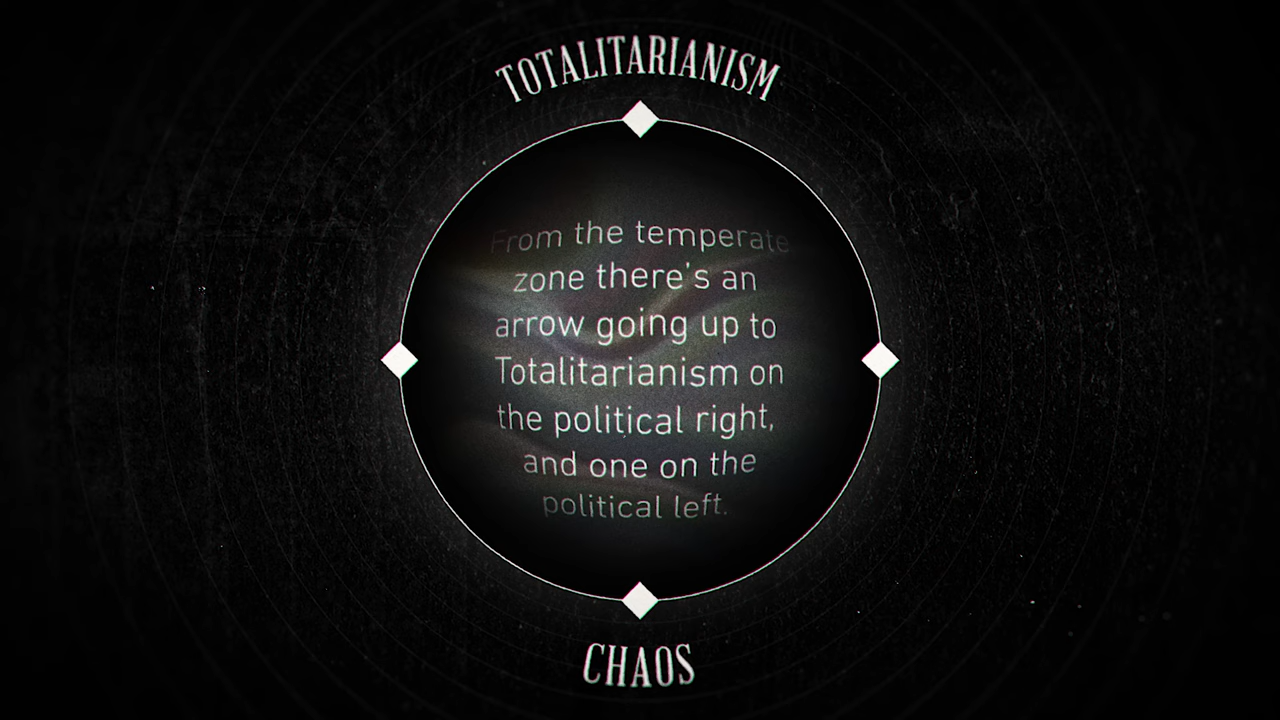 TOTALITARIANISM
From the temperate
zone there's an
arrow going up to
Totalitarianism on
the political right,
and one on the
political left.
CHAOS